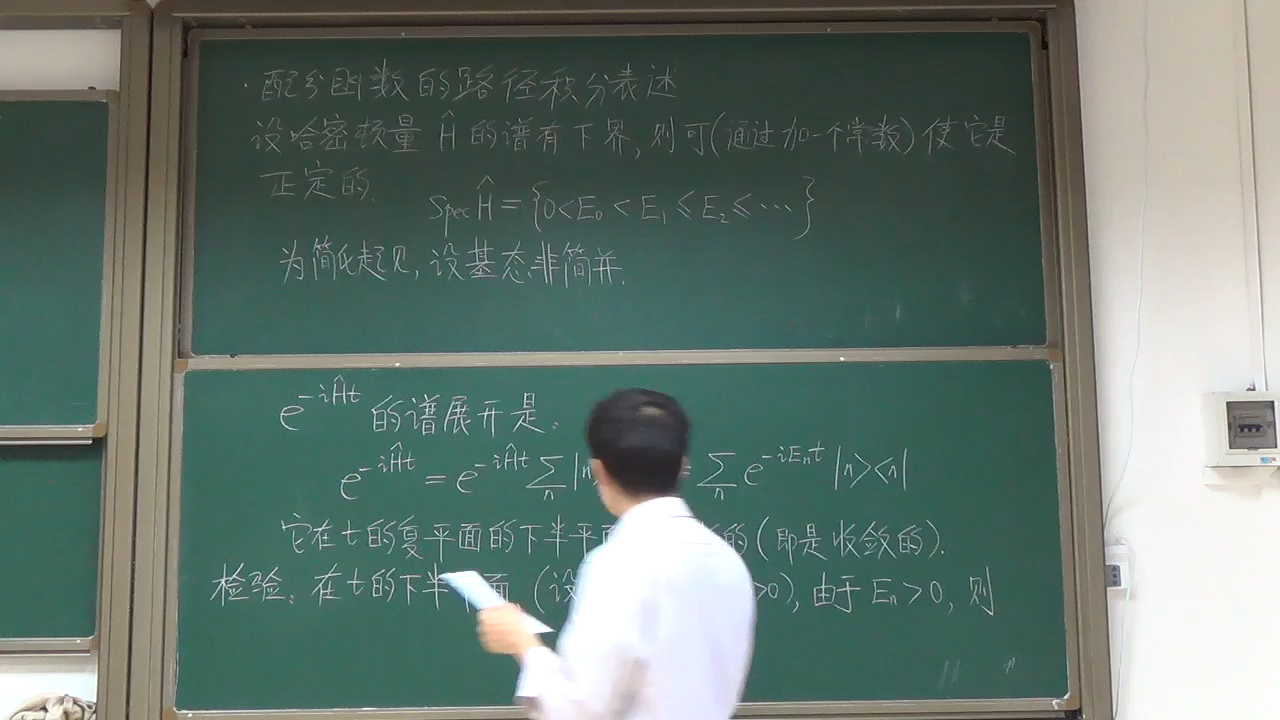 ·配分函数的路径积分表述
设哈密顿量 Ĥ 的谱有下界, 则可(通过加一个常数) 使它是
正定的.
Spec Ĥ = {0<E₀ < E₁ ≤ E₂ ≤ ⋯ }
为简化起见, 设基态非简并.
e^{-iĤt} 的谱展开是:
e^{-iĤt} = e^{-iĤt} ∑ₙ |n = ∑ₙ e^{-iEₙt} |n><n|
它在t的复平面的下半平 的(即是收敛的).
检验: 在t的下半平面 (设 >0), 由于 Eₙ>0, 则